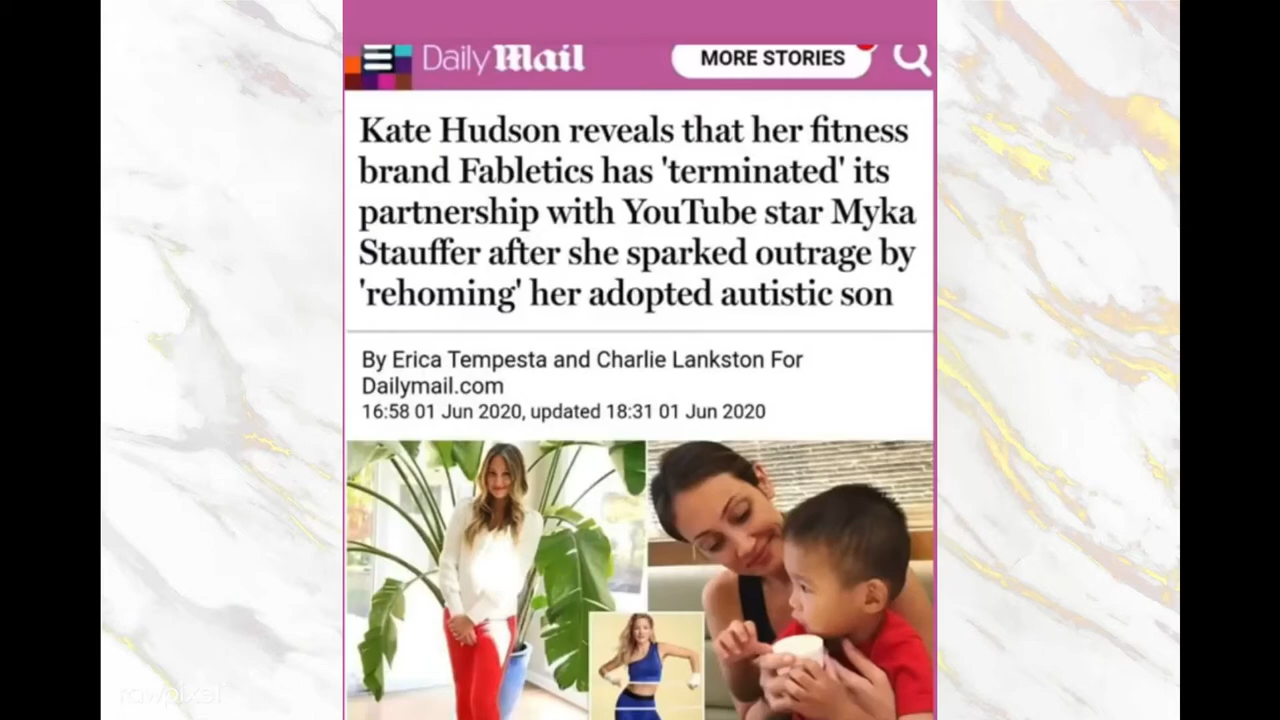 Daily Mail
MORE STORIES
Kate Hudson reveals that her fitness
brand Fabletics has 'terminated' its
partnership with YouTube star Myka
Stauffer after she sparked outrage by
'rehoming' her adopted autistic son
By Erica Tempesta and Charlie Lankston For
Dailymail.com
16:58 01 Jun 2020, updated 18:31 01 Jun 2020
rawpixel